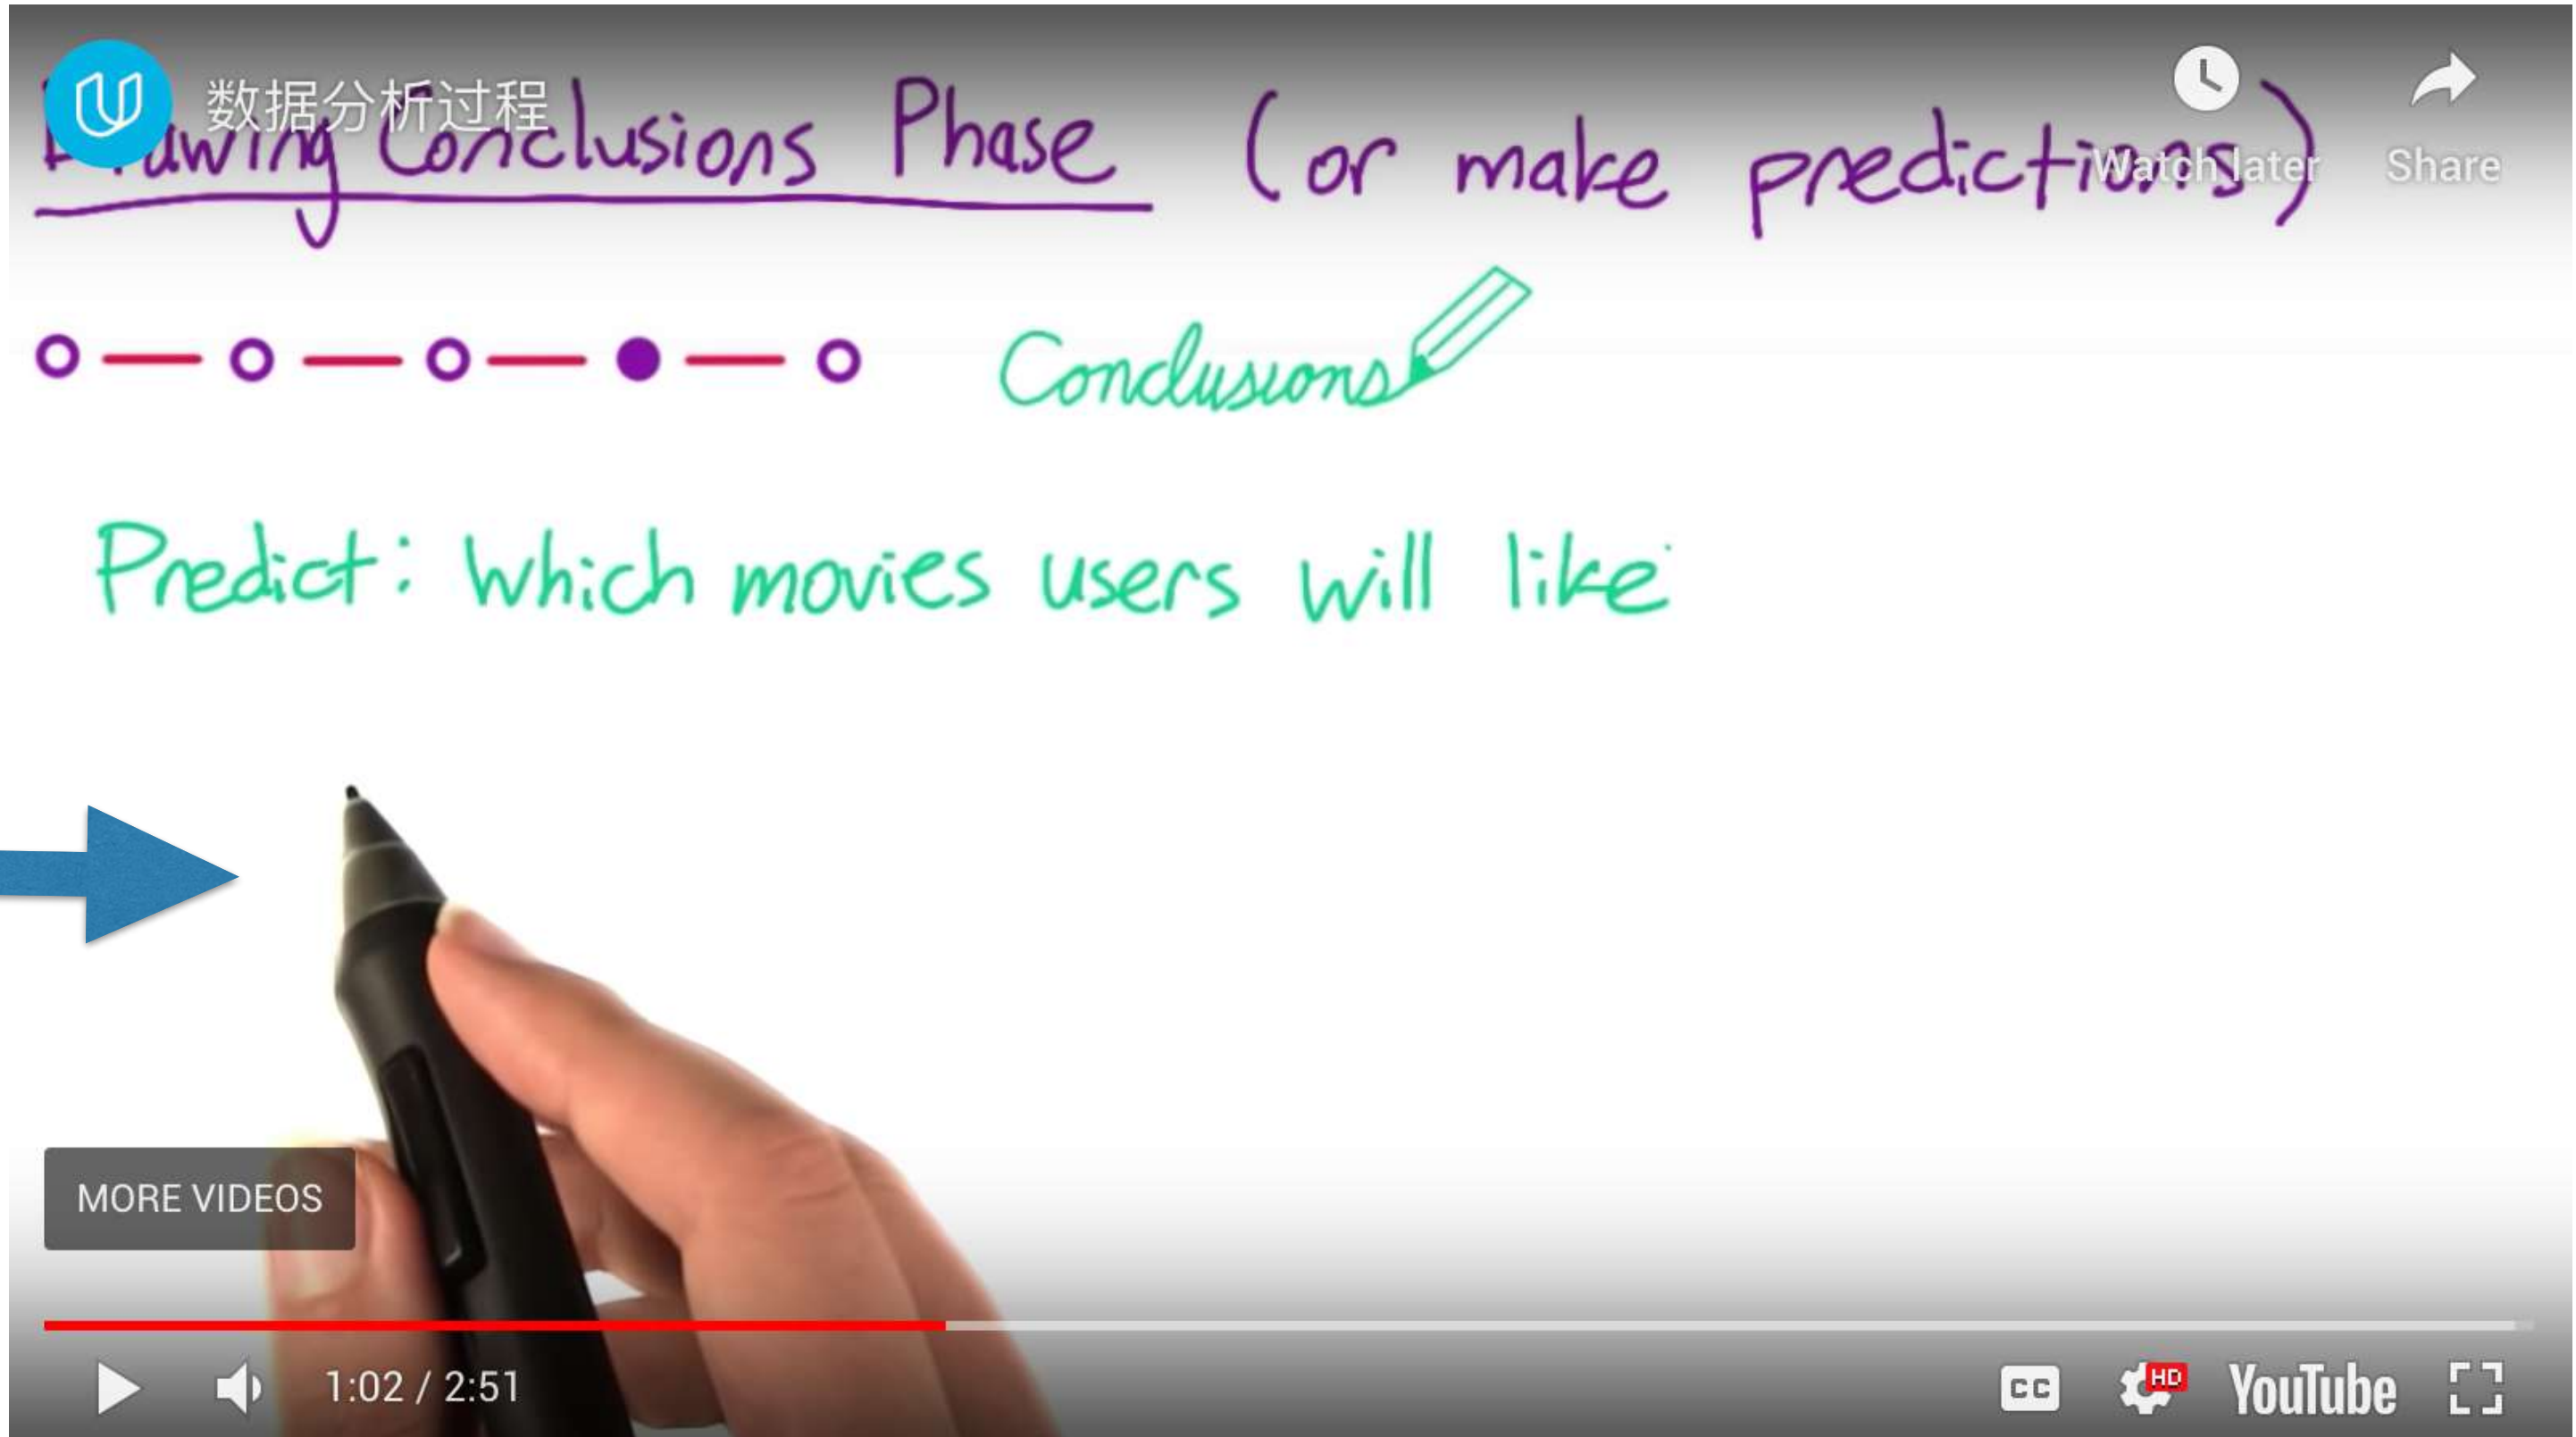 数据分析过程
Drawing Conclusions Phase (or make predictions)
Watch later
Share
Conclusions
Predict: Which movies users will like
MORE VIDEOS
1:02 / 2:51
CC
HD
YouTube